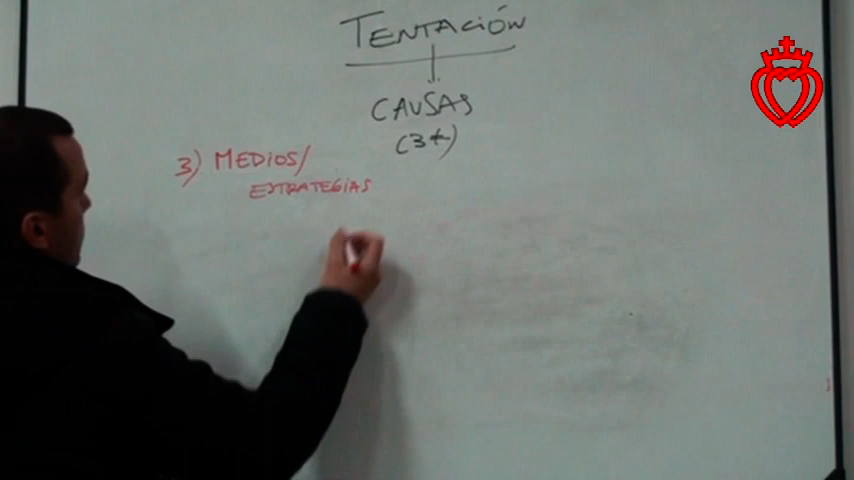 TENTACIÓN
CAUSAS
(3+)
3) MEDIOS/
ESTRATEGIAS